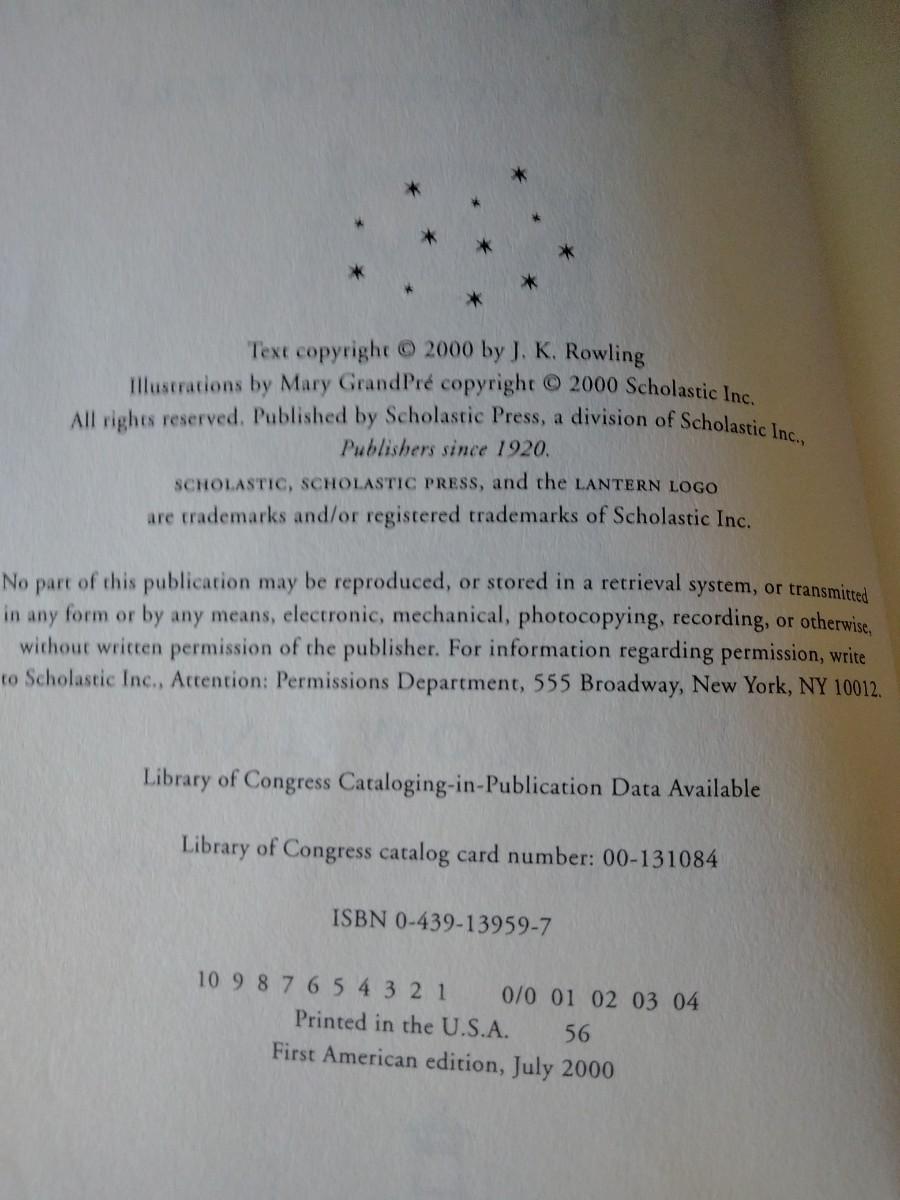 Text copyright © 2000 by J. K. Rowling
Illustrations by Mary GrandPré copyright © 2000 Scholastic Inc.
All rights reserved. Published by Scholastic Press, a division of Scholastic Inc.,
Publishers since 1920.
SCHOLASTIC, SCHOLASTIC PRESS, and the LANTERN LOGO
are trademarks and/or registered trademarks of Scholastic Inc.
No part of this publication may be reproduced, or stored in a retrieval system, or transmitted
in any form or by any means, electronic, mechanical, photocopying, recording, or otherwise,
without written permission of the publisher. For information regarding permission, write
to Scholastic Inc., Attention: Permissions Department, 555 Broadway, New York, NY 10012.
Library of Congress Cataloging-in-Publication Data Available
Library of Congress catalog card number: 00-131084
ISBN 0-439-13959-7
10 9 8 7 6 5 4 3 2 1 0/0 01 02 03 04
Printed in the U.S.A. 56
First American edition, July 2000